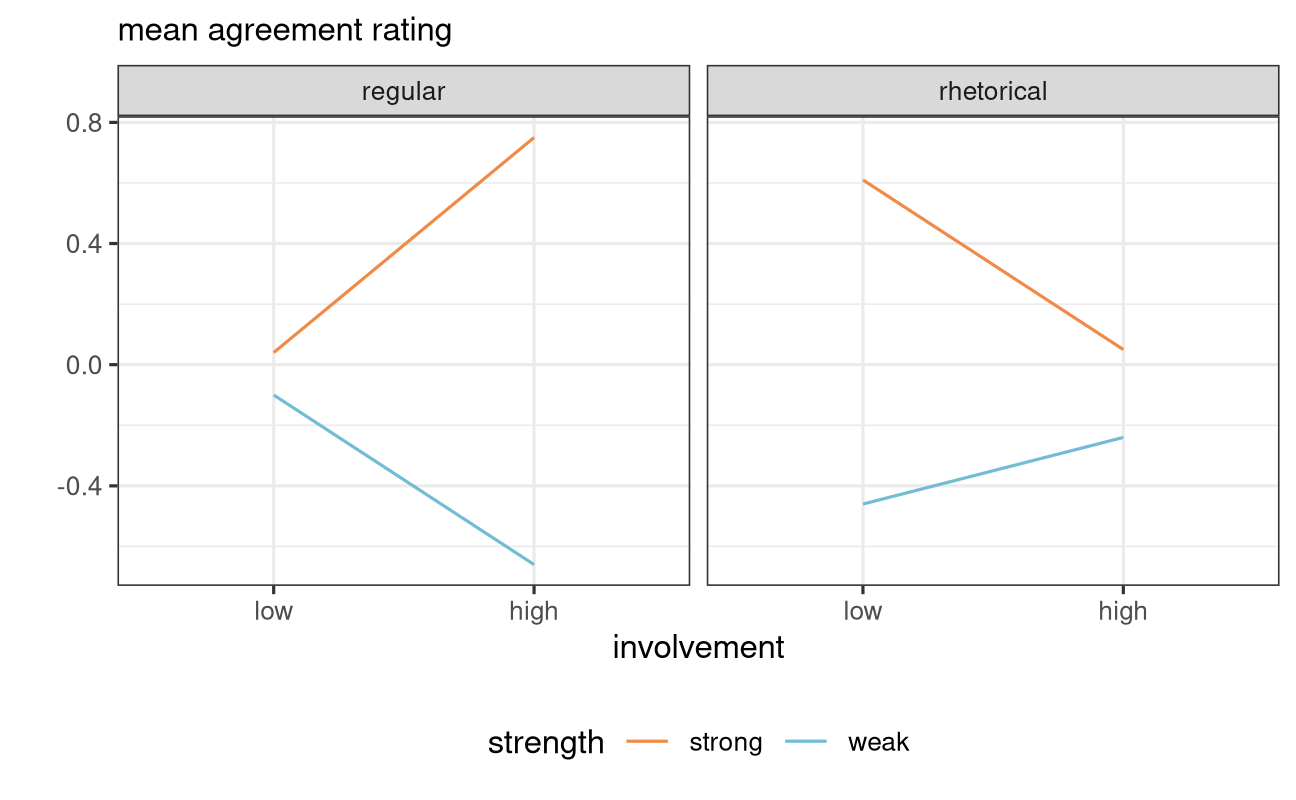 mean agreement rating
regular rhetorical
0.8
0.4
0.0
-0.4
low high low high
involvement
strength strong weak